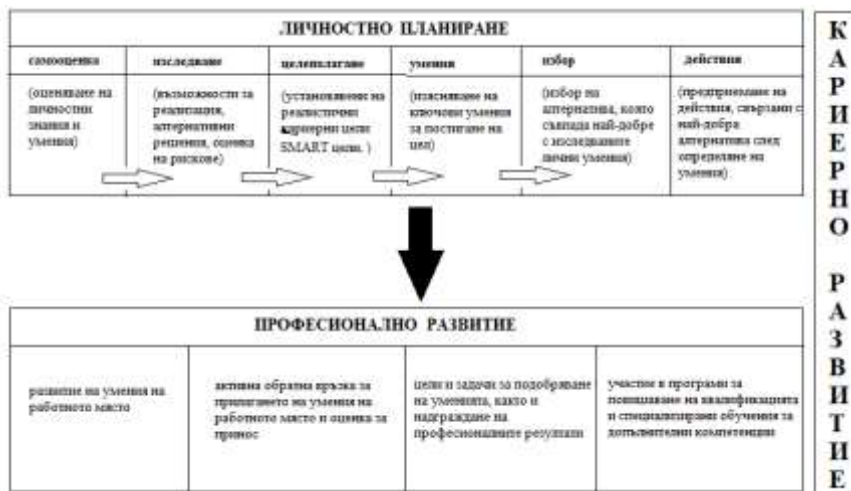 ЛИЧНОСТНО ПЛАНИРАНЕ
самооценка
изследване
целеполагане
умения
избор
действия
(оценяване на
личностни
знания и
умения)
(възможности за
реализация,
алтернативни
решения, оценка
на рискове)
(установявени на
реалистични
кариерни цели
SMART цели. )
(изясняване на
ключови умения
за постигане на
цел)
(избор на
алтернатива, която
съвпада най-добре
с изследваните
лични умения)
(предприемане на
действия, свързани с
най-добра
алтернатива след
определяне на
умения)
ПРОФЕСИОНАЛНО РАЗВИТИЕ
развитие на умения на
работното място
активна обратна връзка за
прилагането на умения на
работното място и оценка за
принос
цели и задачи за подобряване
на уменията, както и
надграждане на
професионалните резултати
участие в програми за
повишаване на квалификацията
и специализирани обучения за
допълнителни компетенции
КАРИЕРНО РАЗВИТИЕ